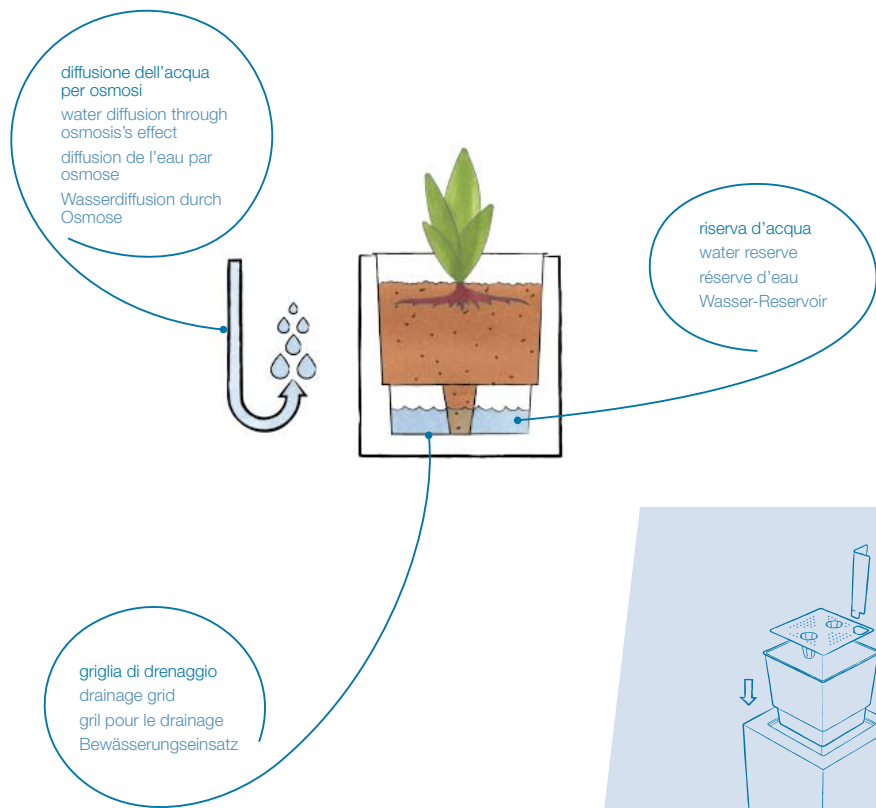 diffusione dell'acqua
per osmosi
water diffusion through
osmosis's effect
diffusion de l'eau par
osmose
Wasserdiffusion durch
Osmose
riserva d'acqua
water reserve
réserve d'eau
Wasser-Reservoir
griglia di drenaggio
drainage grid
gril pour le drainage
Bewässerungseinsatz